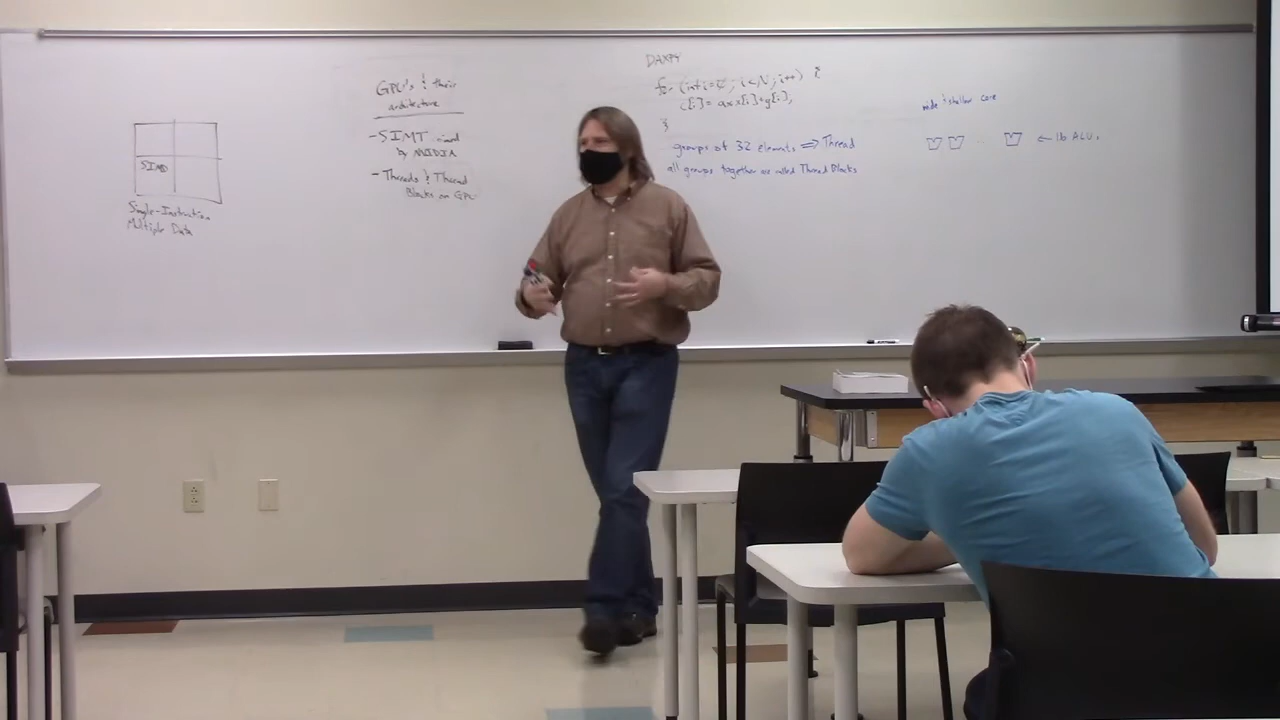 SIMD
Single-Instruction
Multiple Data
GPU's & their
architecture
- SIMT
by NVIDIA
- Threads & Thread
Blocks on GPU
DAXPY
for (int i=0; i<N; i++) {
y[i] = a*x[i]+y[i];
}
groups of 32 elements => Thread
all groups together are called Thread Blocks
wide & shallow core
... <- 16 ALU.